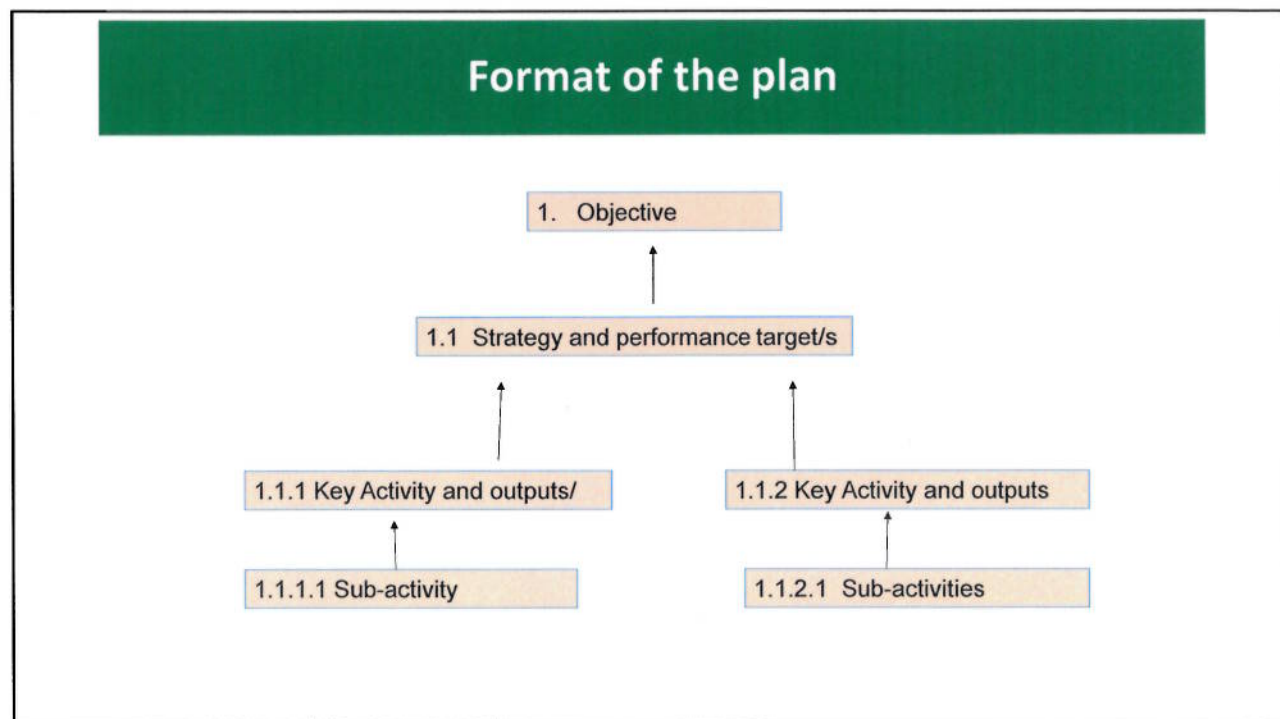 Format of the plan
1. Objective
1.1 Strategy and performance target/s
1.1.1 Key Activity and outputs/
1.1.2 Key Activity and outputs
1.1.1.1 Sub-activity
1.1.2.1 Sub-activities